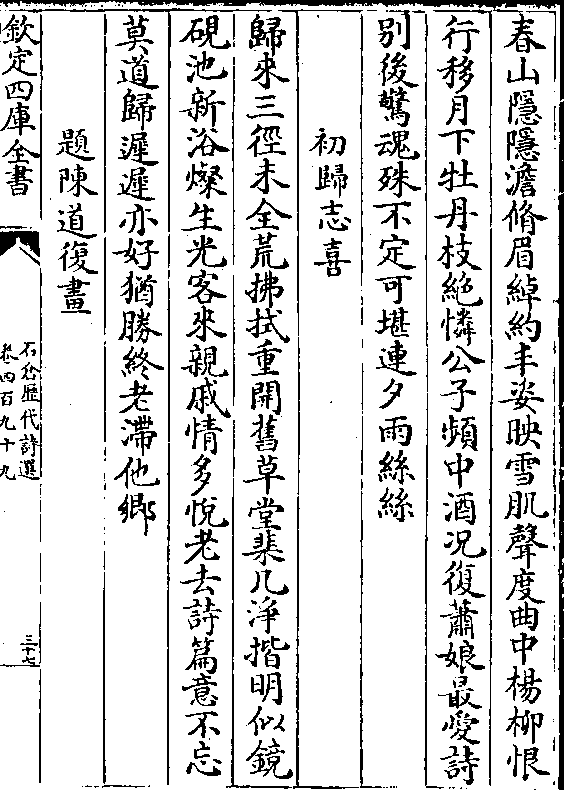 春山隱隱澹脩眉綽約丰姿映雪肌聲度曲中楊柳恨
行移月下牡丹枝絕憐公子頻中酒况復蕭娘最愛詩
别後驚魂殊不定可堪連夕雨絲絲
初歸志喜
歸來三徑未全荒拂拭重開舊草堂棐几淨揩明似鏡
硯池新浴燦生光客來親戚情多悅老去詩篇意不忘
莫道歸遲遲亦好猶勝終老滯他鄉
題陳道復畫
欽定四庫全書
石倉歷代詩選
卷四百九十九
三十七